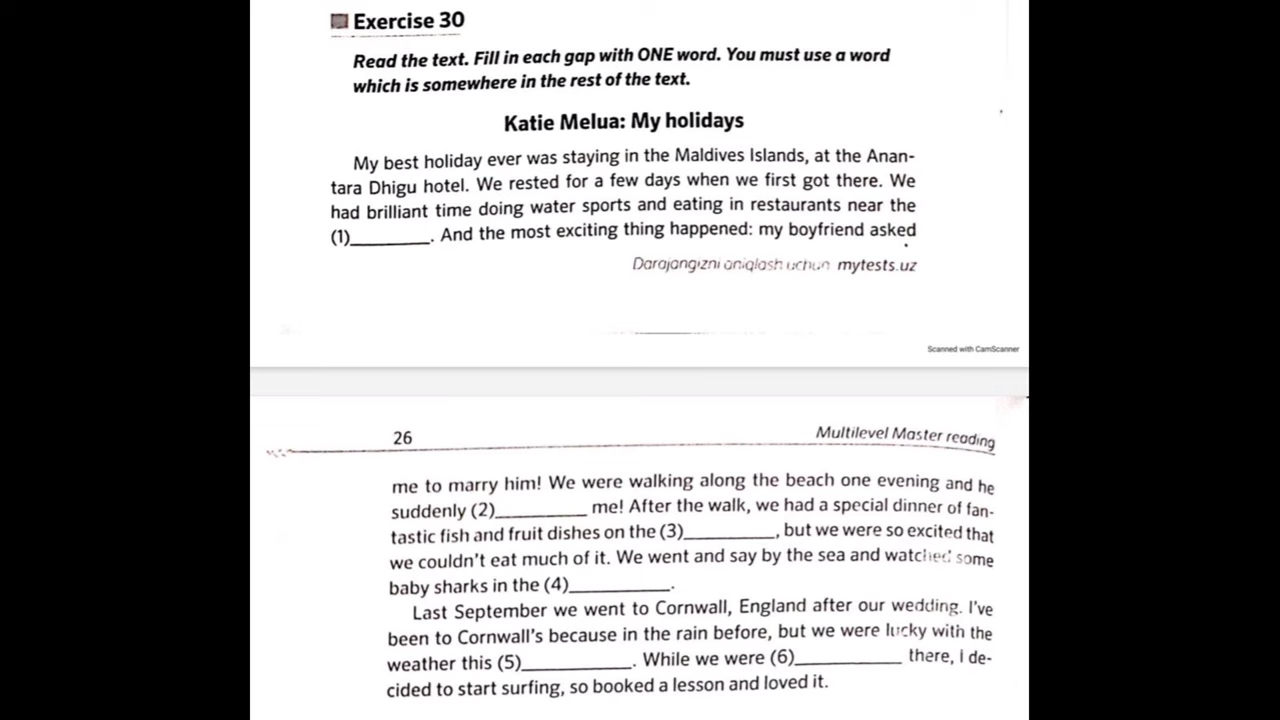 Exercise 30
Read the text. Fill in each gap with ONE word. You must use a word
which is somewhere in the rest of the text.
Katie Melua: My holidays
My best holiday ever was staying in the Maldives Islands, at the Anan-
tara Dhigu hotel. We rested for a few days when we first got there. We
had brilliant time doing water sports and eating in restaurants near the
(1)________. And the most exciting thing happened: my boyfriend asked
Darajangizni aniqlash uchun mytests.uz
Scanned with CamScanner
26
Multilevel Master reading
me to marry him! We were walking along the beach one evening and he
suddenly (2)_________ me! After the walk, we had a special dinner of fan-
tastic fish and fruit dishes on the (3)_________, but we were so excited that
we couldn't eat much of it. We went and say by the sea and watched some
baby sharks in the (4)__________.
Last September we went to Cornwall, England after our wedding. I've
been to Cornwall's because in the rain before, but we were lucky with the
weather this (5)__________. While we were (6)__________ there, I de-
cided to start surfing, so booked a lesson and loved it.